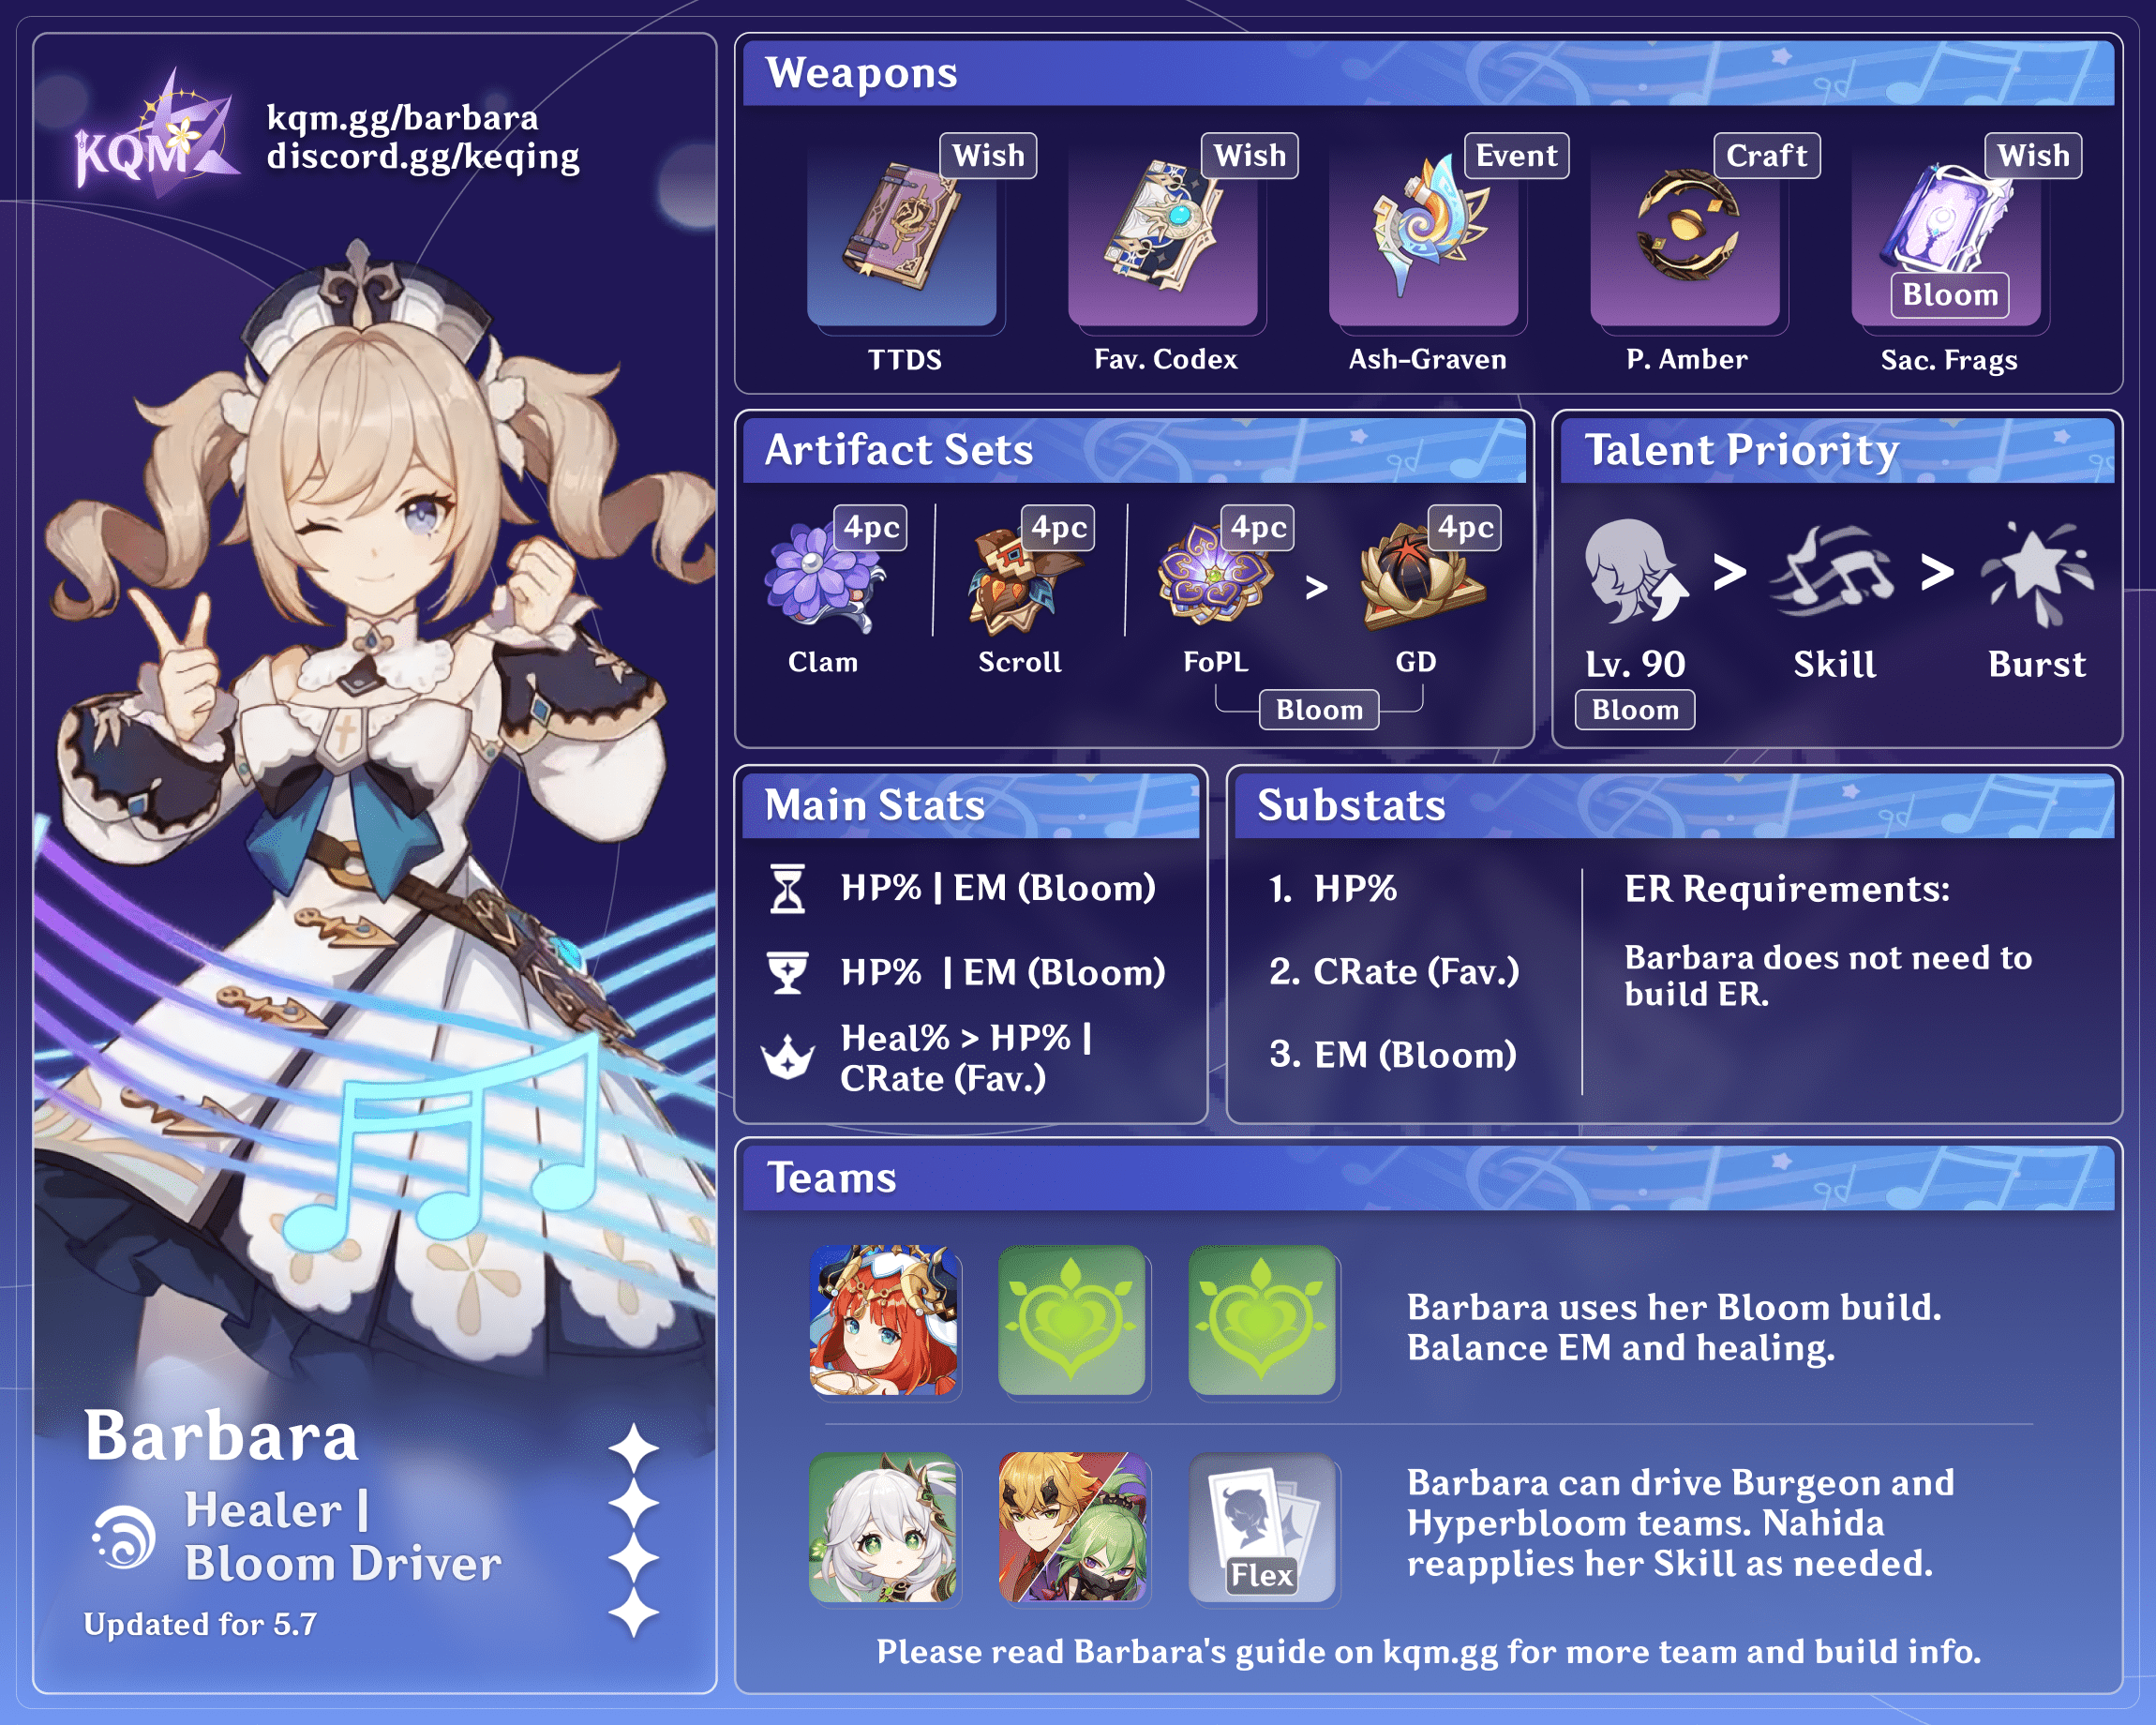 KQM
kqm.gg/barbara
discord.gg/keqing
Barbara
Healer |
Bloom Driver
Updated for 5.7
Weapons
Wish
Wish
Event
Craft
Wish
Bloom
TTDS
Fav. Codex
Ash-Graven
P. Amber
Sac. Frags
Artifact Sets
4pc
4pc
4pc
>
4pc
Clam
Scroll
FoPL
GD
Bloom
Talent Priority
>
>
Lv. 90
Skill
Burst
Bloom
Main Stats
HP% | EM (Bloom)
HP% | EM (Bloom)
Heal% > HP% |
CRate (Fav.)
Substats
1. HP%
2. CRate (Fav.)
3. EM (Bloom)
ER Requirements:
Barbara does not need to
build ER.
Teams
Barbara uses her Bloom build.
Balance EM and healing.
Flex
Barbara can drive Burgeon and
Hyperbloom teams. Nahida
reapplies her Skill as needed.
Please read Barbara's guide on kqm.gg for more team and build info.